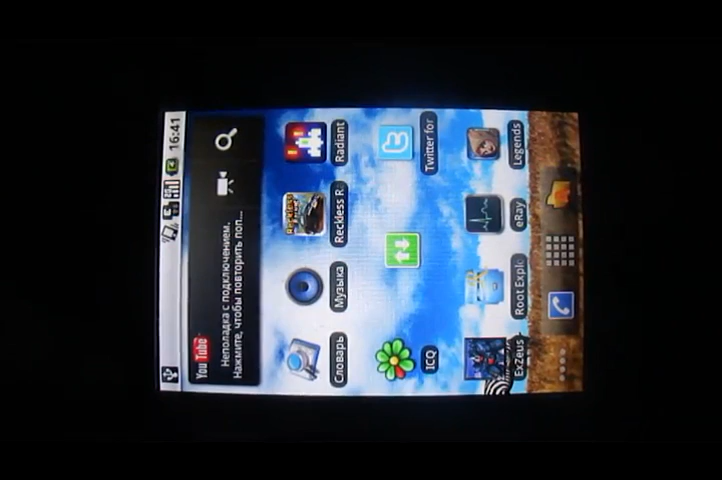 16:41
YouTube
Неполадка с подключением.
Нажмите, чтобы повторить поп...
Словарь
Музыка
Reckless R.
Radiant
ICQ
Twitter for
ExZeus
Root Explo
eRay
Legends